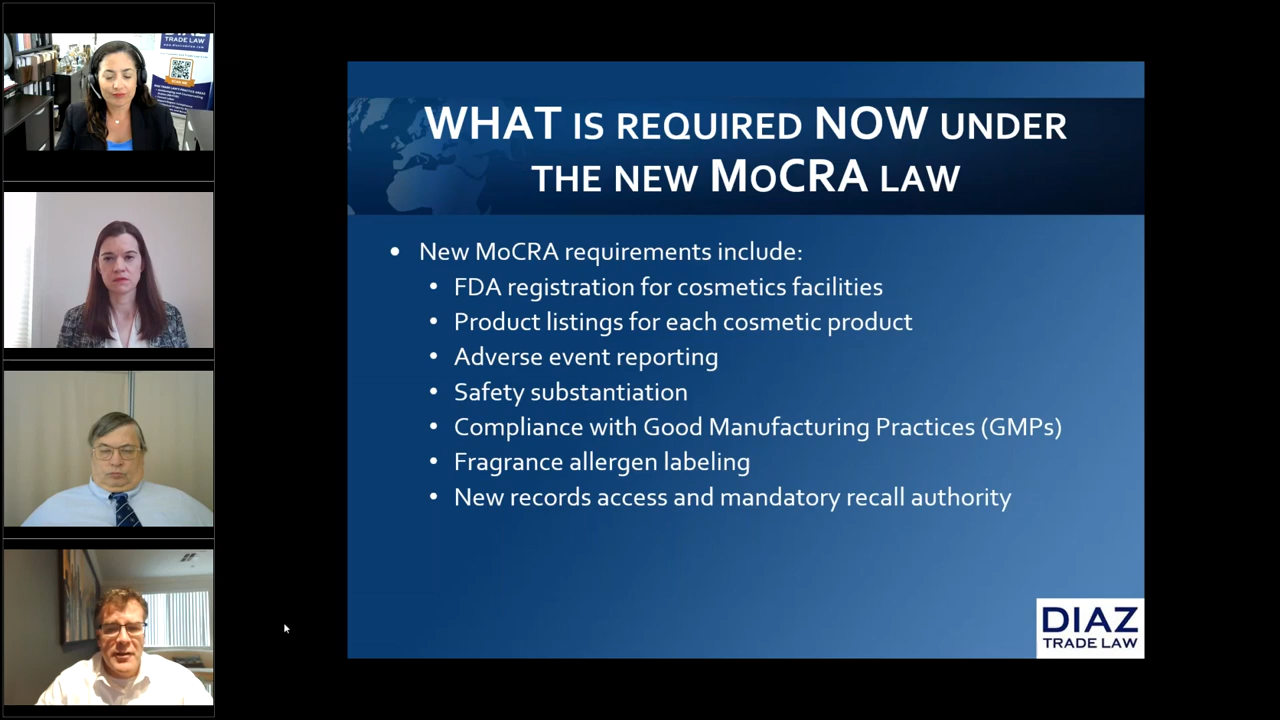 DIAZ
TRADE LAW
WHAT IS REQUIRED NOW UNDER
THE NEW MoCRA LAW
• New MoCRA requirements include:
• FDA registration for cosmetics facilities
• Product listings for each cosmetic product
• Adverse event reporting
• Safety substantiation
• Compliance with Good Manufacturing Practices (GMPs)
• Fragrance allergen labeling
• New records access and mandatory recall authority
DIAZ
TRADE LAW